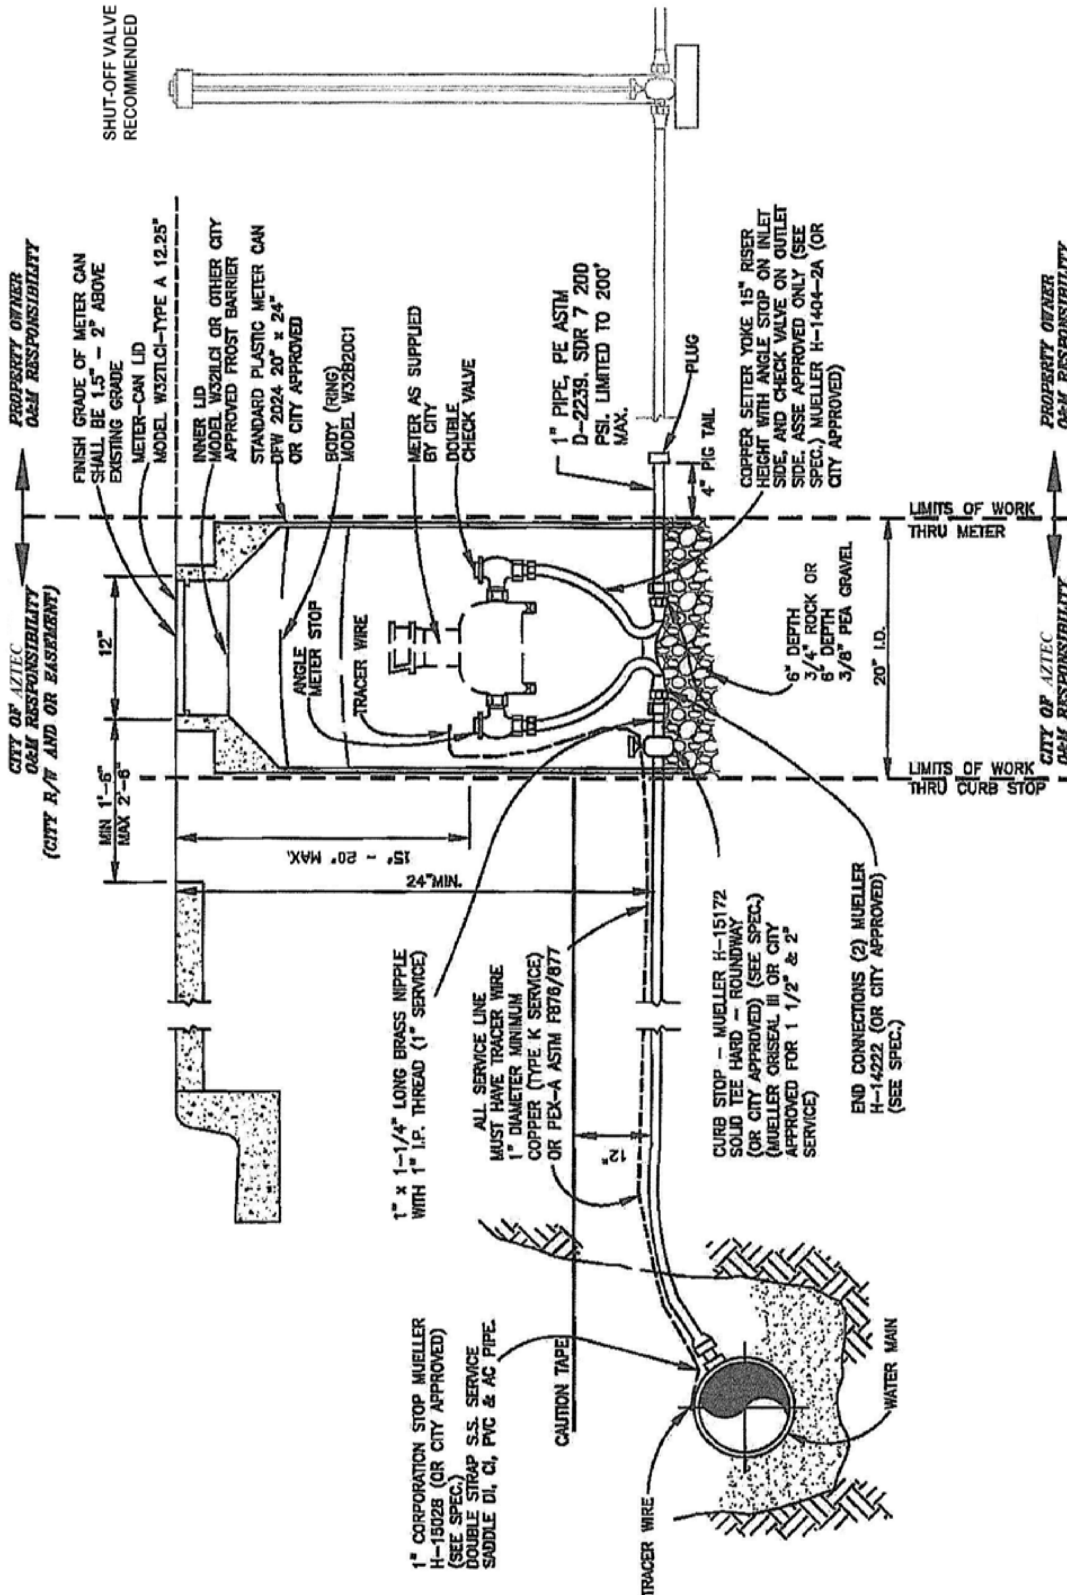 SHUT-OFF VALVE
RECOMMENDED
PROPERTY OWNER
O&M RESPONSIBILITY
CITY OF AZTEC
O&M RESPONSIBILITY
(CITY R/W AND OR EASEMENT)
FINISH GRADE OF METER CAN
SHALL BE 1.5" - 2" ABOVE
EXISTING GRADE
METER-CAN LID
MODEL W32TLCI-TYPE A 12.25"
INNER LID
MODEL W32ILCI OR OTHER CITY
APPROVED FROST BARRIER
STANDARD PLASTIC METER CAN
DFW 2024 20" x 24"
OR CITY APPROVED
BODY (RING)
MODEL W32B20C1
METER AS SUPPLIED
BY CITY
DOUBLE
CHECK VALVE
1" PIPE, PE ASTM
D-2239, SDR 7 200
PSI. LIMITED TO 200'
MAX.
PLUG
4" PIG TAIL
COPPER SETTER YOKE 15" RISER
HEIGHT WITH ANGLE STOP ON INLET
SIDE, AND CHECK VALVE ON OUTLET
SIDE. ASSE APPROVED ONLY (SEE
SPEC.) MUELLER H-1404-2A (OR
CITY APPROVED)
12"
MIN 1'-6"
MAX 2'-6"
ANGLE
METER STOP
TRACER WIRE
15" - 20" MAX.
24"MIN.
6" DEPTH
3/4" ROCK OR
6" DEPTH
3/8" PEA GRAVEL
20" I.D.
LIMITS OF WORK
THRU METER
LIMITS OF WORK
THRU CURB STOP
PROPERTY OWNER
O&M RESPONSIBILITY
CITY OF AZTEC
O&M RESPONSIBILITY
1" x 1-1/4" LONG BRASS NIPPLE
WITH 1" I.P. THREAD (1" SERVICE)
ALL SERVICE LINE
MUST HAVE TRACER WIRE
1" DIAMETER MINIMUM
COPPER (TYPE K SERVICE)
OR PEX-A ASTM F876/877
12"
CURB STOP - MUELLER H-15172
SOLID TEE HARD - ROUNDWAY
(OR CITY APPROVED) (SEE SPEC.)
(MUELLER ORISEAL III OR CITY
APPROVED FOR 1 1/2" & 2"
SERVICE)
END CONNECTIONS (2) MUELLER
H-14222 (OR CITY APPROVED)
(SEE SPEC.)
1" CORPORATION STOP MUELLER
H-15028 (OR CITY APPROVED)
(SEE SPEC.)
DOUBLE STRAP S.S. SERVICE
SADDLE DI, CI, PVC & AC PIPE.
CAUTION TAPE
TRACER WIRE
WATER MAIN